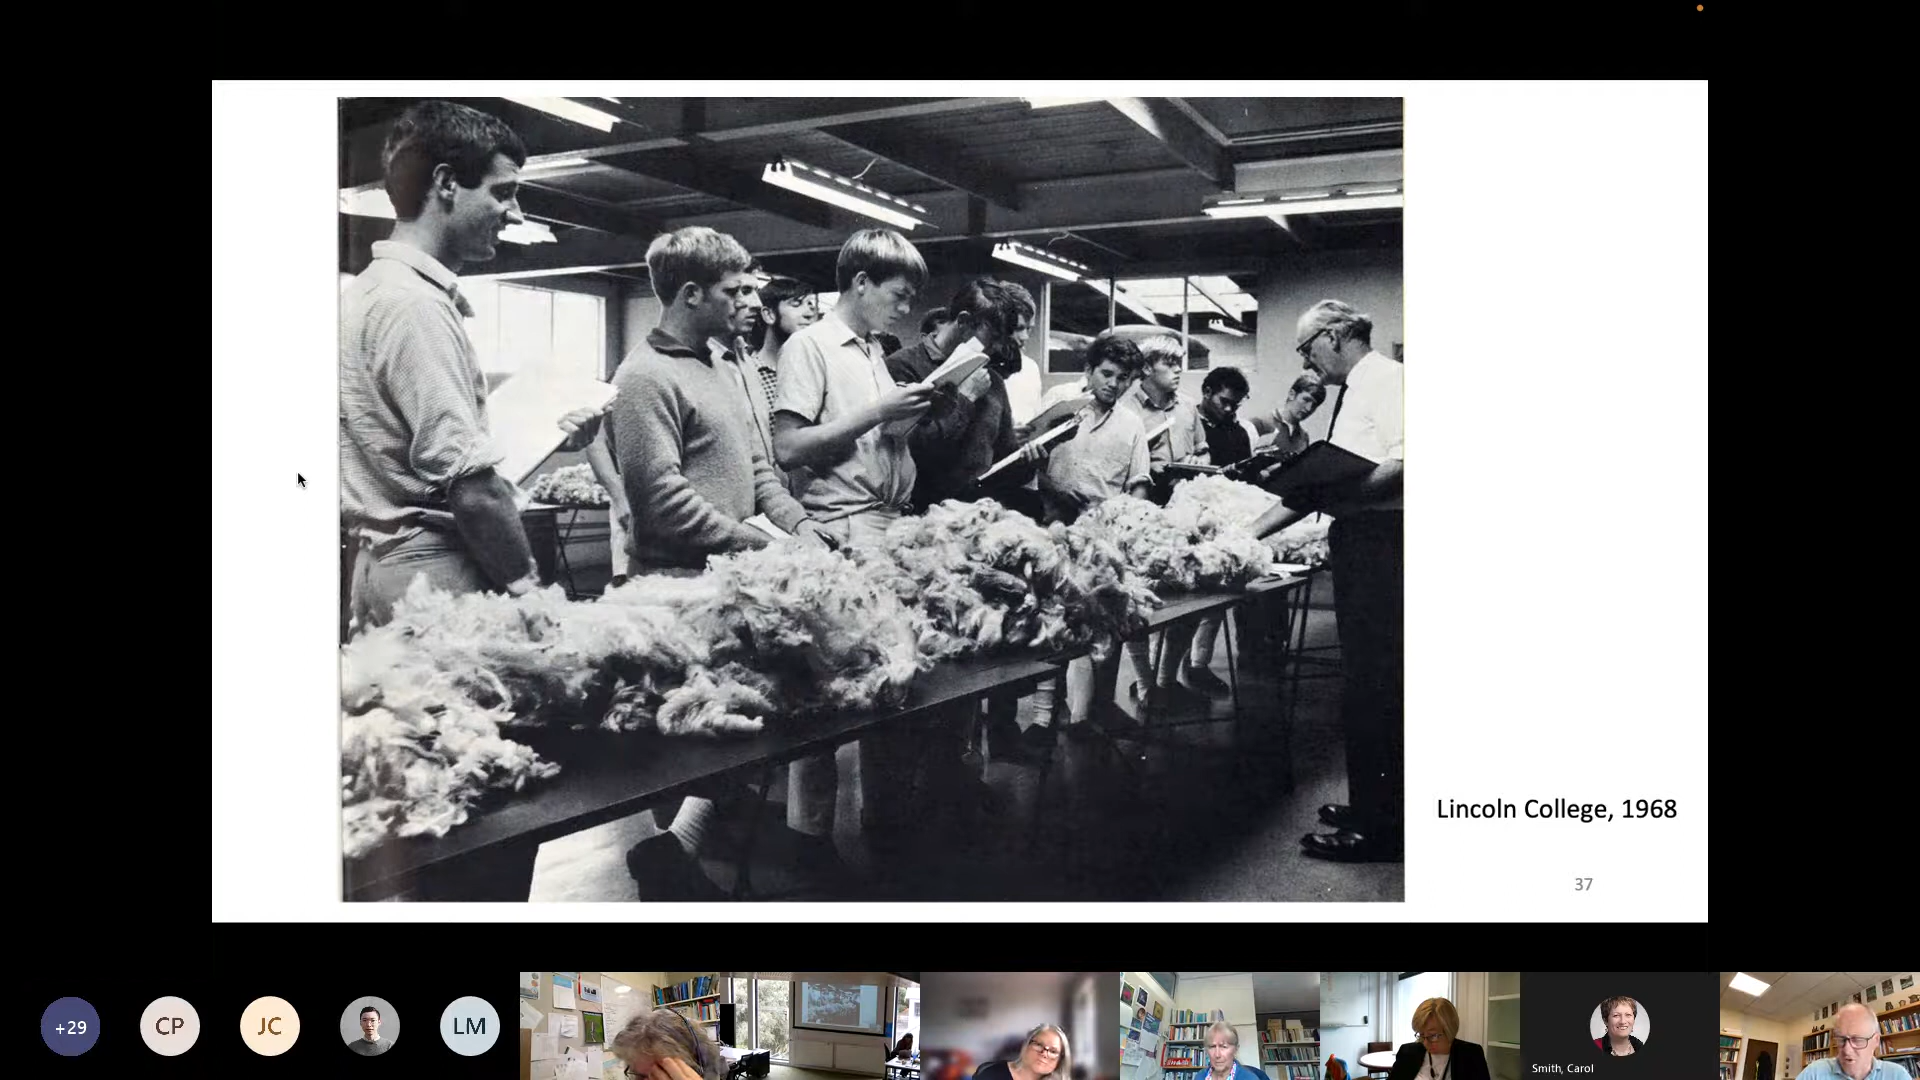 Lincoln College, 1968
37
+29
CP
JC
LM
Smith, Carol